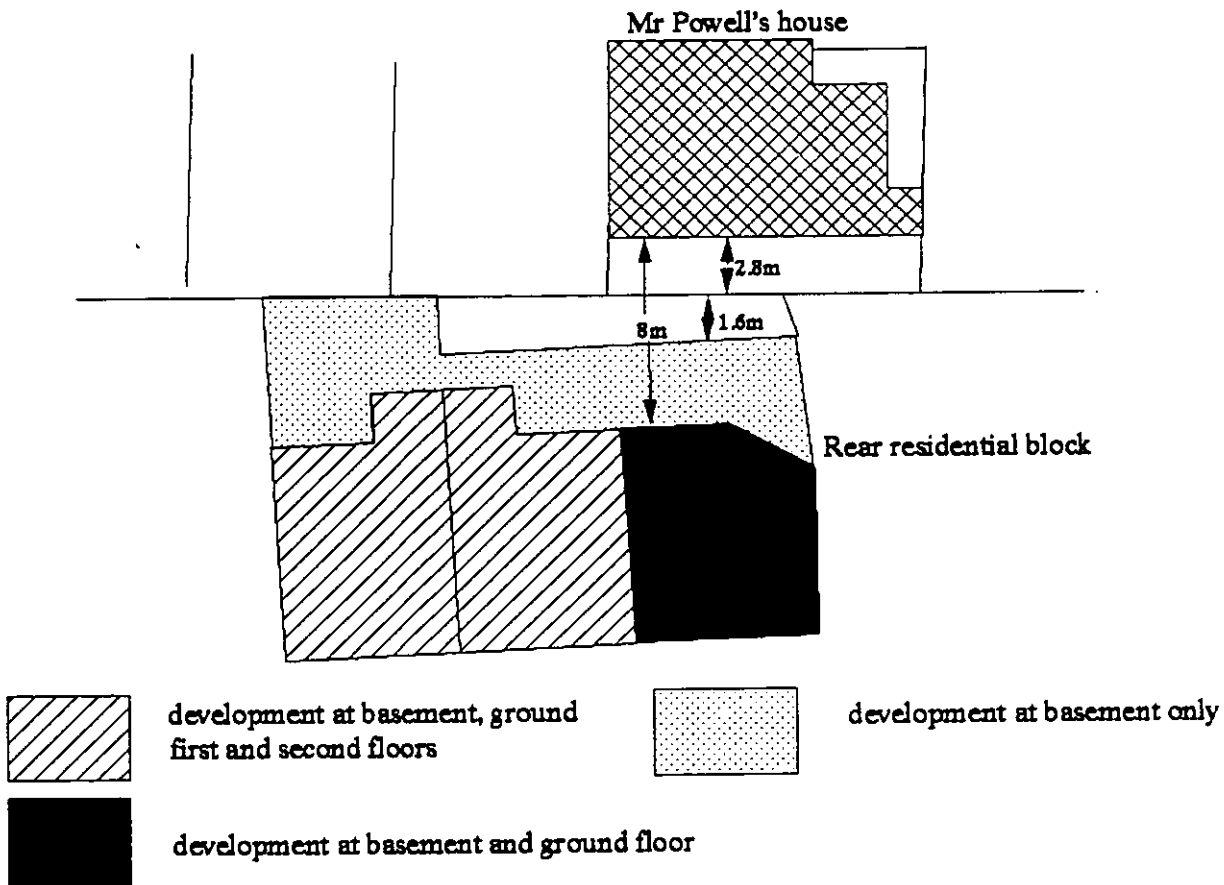 Mr Powell's house
2.8m
1.6m
8m
Rear residential block
development at basement, ground
first and second floors
development at basement only
development at basement and ground floor